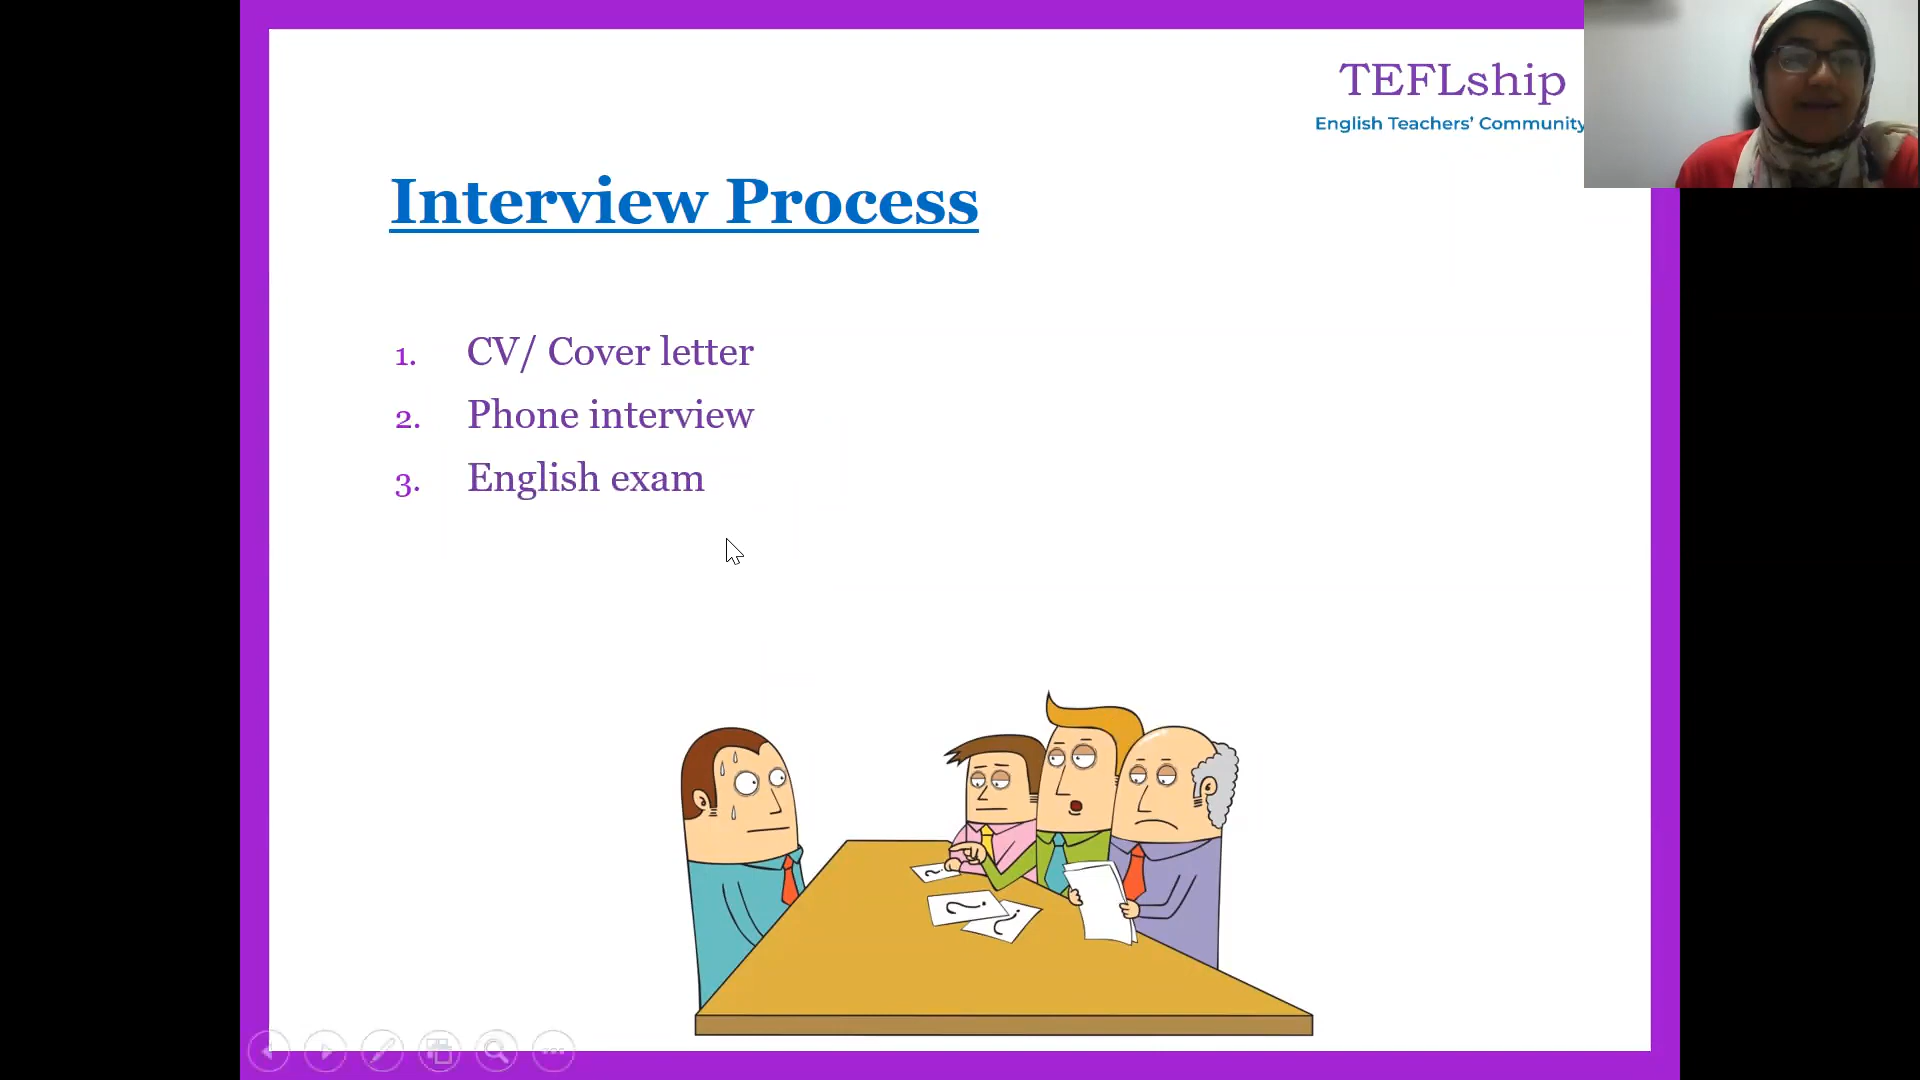 TEFLship
English Teachers' Community
Interview Process
1. CV/ Cover letter
2. Phone interview
3. English exam
?
?
?